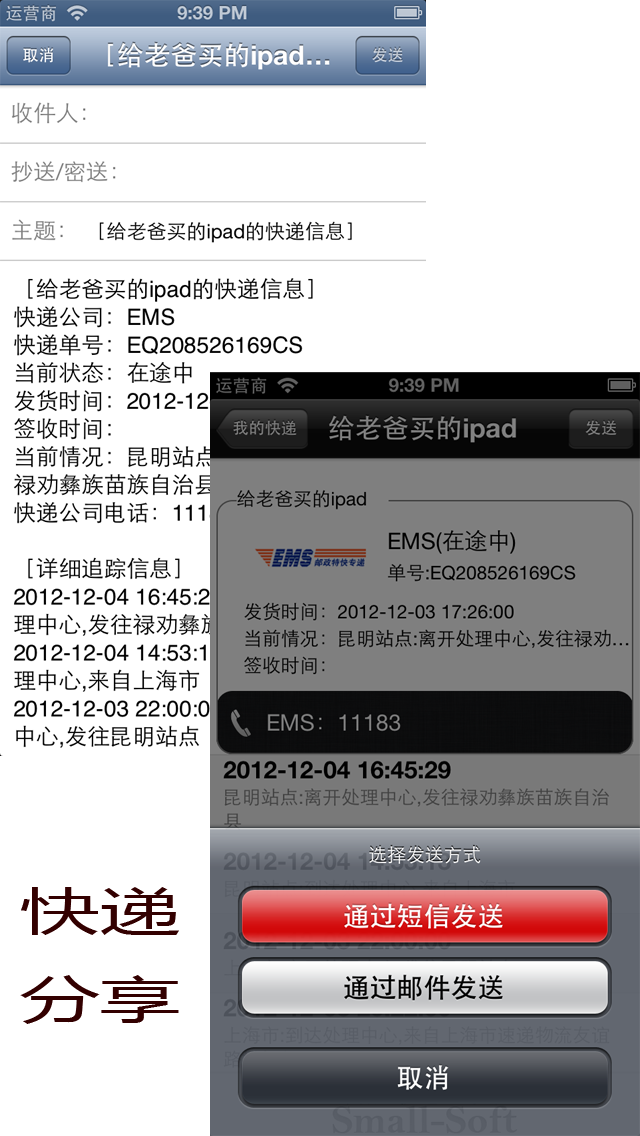 运营商 9:39 PM
取消 [给老爸买的ipad... 发送
收件人:
抄送/密送:
主题: [给老爸买的ipad的快递信息]
[给老爸买的ipad的快递信息]
快递公司: EMS
快递单号: EQ208526169CS
当前状态: 在途中
发货时间: 2012-12
签收时间:
当前情况: 昆明站点
禄劝彝族苗族自治县
快递公司电话: 111
[详细追踪信息]
2012-12-04 16:45:2
理中心,发往禄劝彝族
2012-12-04 14:53:1
理中心,来自上海市
2012-12-03 22:00:0
中心,发往昆明站点
运营商 9:39 PM
我的快递 给老爸买的ipad 发送
给老爸买的ipad
EMS 邮政特快专递
EMS(在途中)
单号:EQ208526169CS
发货时间: 2012-12-03 17:26:00
当前情况: 昆明站点:离开处理中心,发往禄劝...
签收时间:
EMS: 11183
2012-12-04 16:45:29
昆明站点:离开处理中心,发往禄劝彝族苗族自治
县
选择发送方式
通过短信发送
通过邮件发送
上海市:到达处理中心,来自上海市速递物流友谊
路
取消
Small-Soft
快递
分享